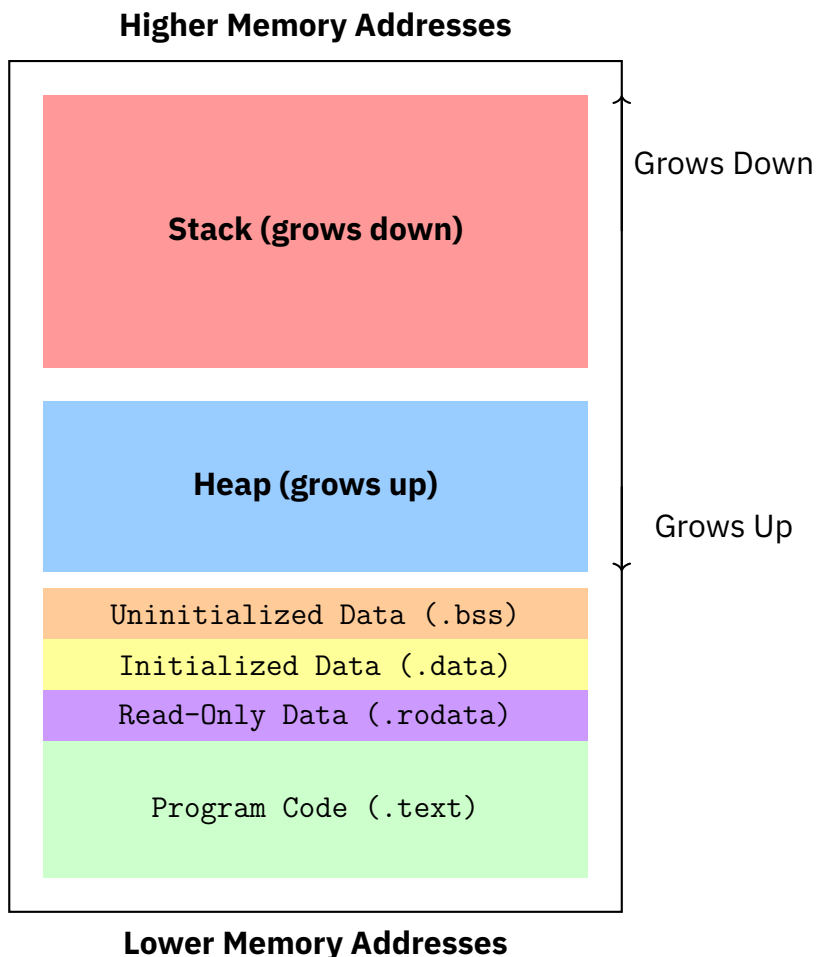 Higher Memory Addresses
Grows Down
Stack (grows down)
Heap (grows up)
Grows Up
Uninitialized Data (.bss)
Initialized Data (.data)
Read-Only Data (.rodata)
Program Code (.text)
Lower Memory Addresses